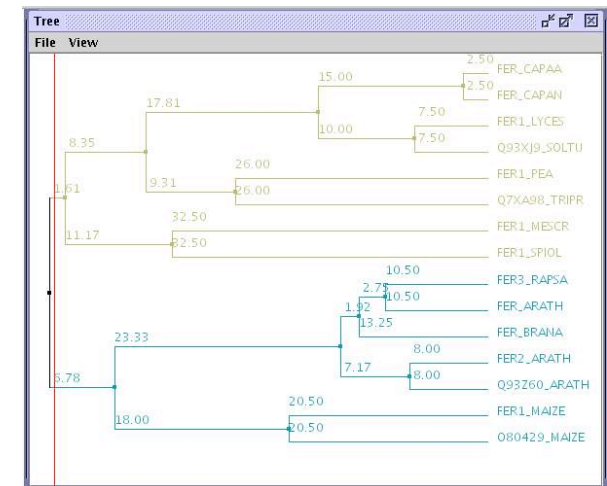 Tree
File View
2.50
FER_CAPAA
15.00
2.50
FER_CAPAN
17.81
7.50
FER1_LYCES
10.00
7.50
Q93XJ9_SOLTU
8.35
26.00
FER1_PEA
9.31
26.00
Q7XA98_TRIPR
1.61
32.50
FER1_MESCR
11.17
32.50
FER1_SPIOL
10.50
FER3_RAPSA
2.75
10.50
FER_ARATH
1.92
13.25
FER_BRANA
23.33
8.00
FER2_ARATH
7.17
8.00
Q93Z60_ARATH
6.78
20.50
FER1_MAIZE
18.00
20.50
O80429_MAIZE